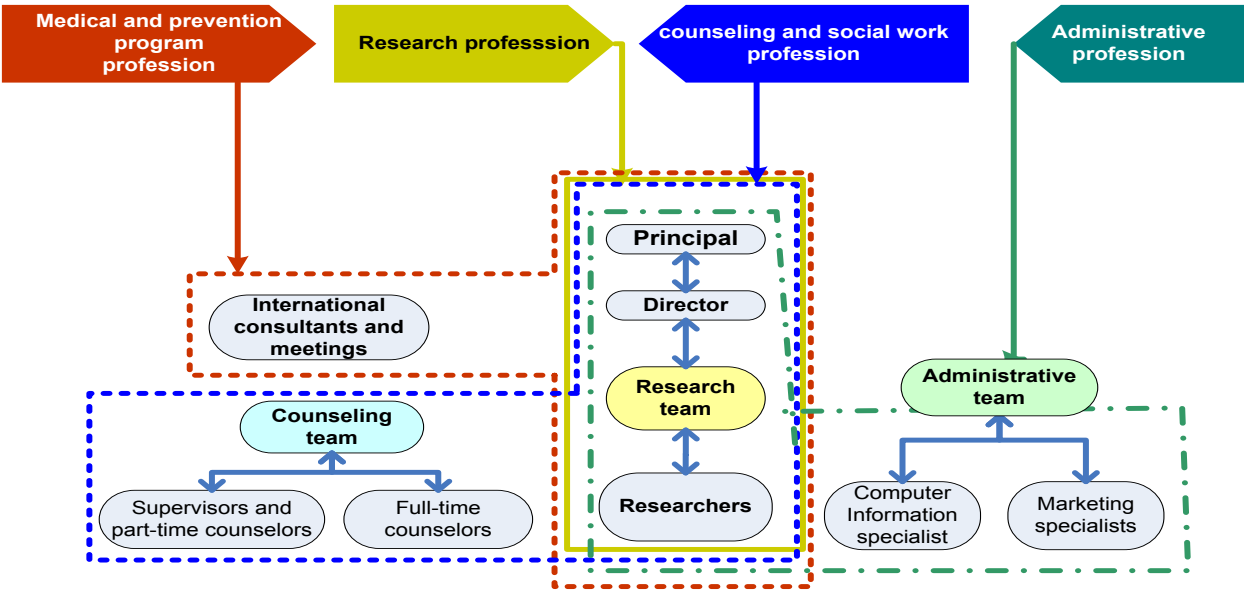 Medical and prevention
program
profession
Research professsion
counseling and social work
profession
Administrative
profession
Principal
Director
International
consultants and
meetings
Research
team
Administrative
team
Counseling
team
Researchers
Supervisors and
part-time counselors
Full-time
counselors
Computer
Information
specialist
Marketing
specialists